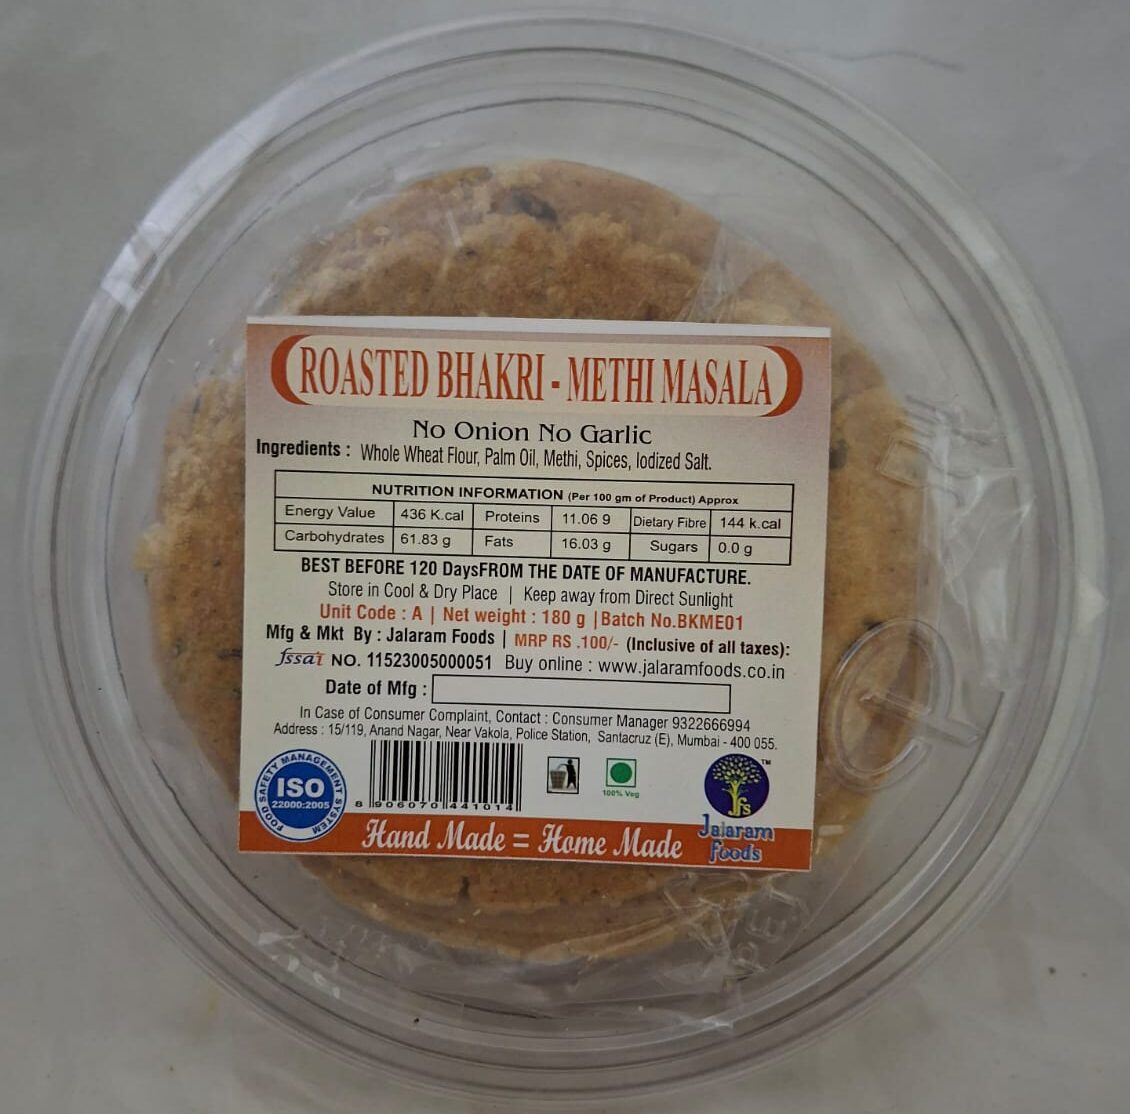 ROASTED BHAKRI - METHI MASALA
No Onion No Garlic
Ingredients : Whole Wheat Flour, Palm Oil, Methi, Spices, Iodized Salt.
NUTRITION INFORMATION (Per 100 gm of Product) Approx
Energy Value 436 K.cal Proteins 11.06 9 Dietary Fibre 144 k.cal
Carbohydrates 61.83 g Fats 16.03 g Sugars 0.0 g
BEST BEFORE 120 DaysFROM THE DATE OF MANUFACTURE.
Store in Cool & Dry Place | Keep away from Direct Sunlight
Unit Code : A | Net weight : 180 g | Batch No.BKME01
Mfg & Mkt By : Jalaram Foods | MRP RS .100/- (Inclusive of all taxes):
fssai NO. 11523005000051 Buy online : www.jalaramfoods.co.in
Date of Mfg :
In Case of Consumer Complaint, Contact : Consumer Manager 9322666994
Address : 15/119, Anand Nagar, Near Vakola, Police Station, Santacruz (E), Mumbai - 400 055.
FOOD SAFETY MANAGEMENT SYSTEM
ISO
22000:2005
8 906070 441014
100% Veg
TM
jfs
Jalaram
Foods
Hand Made = Home Made